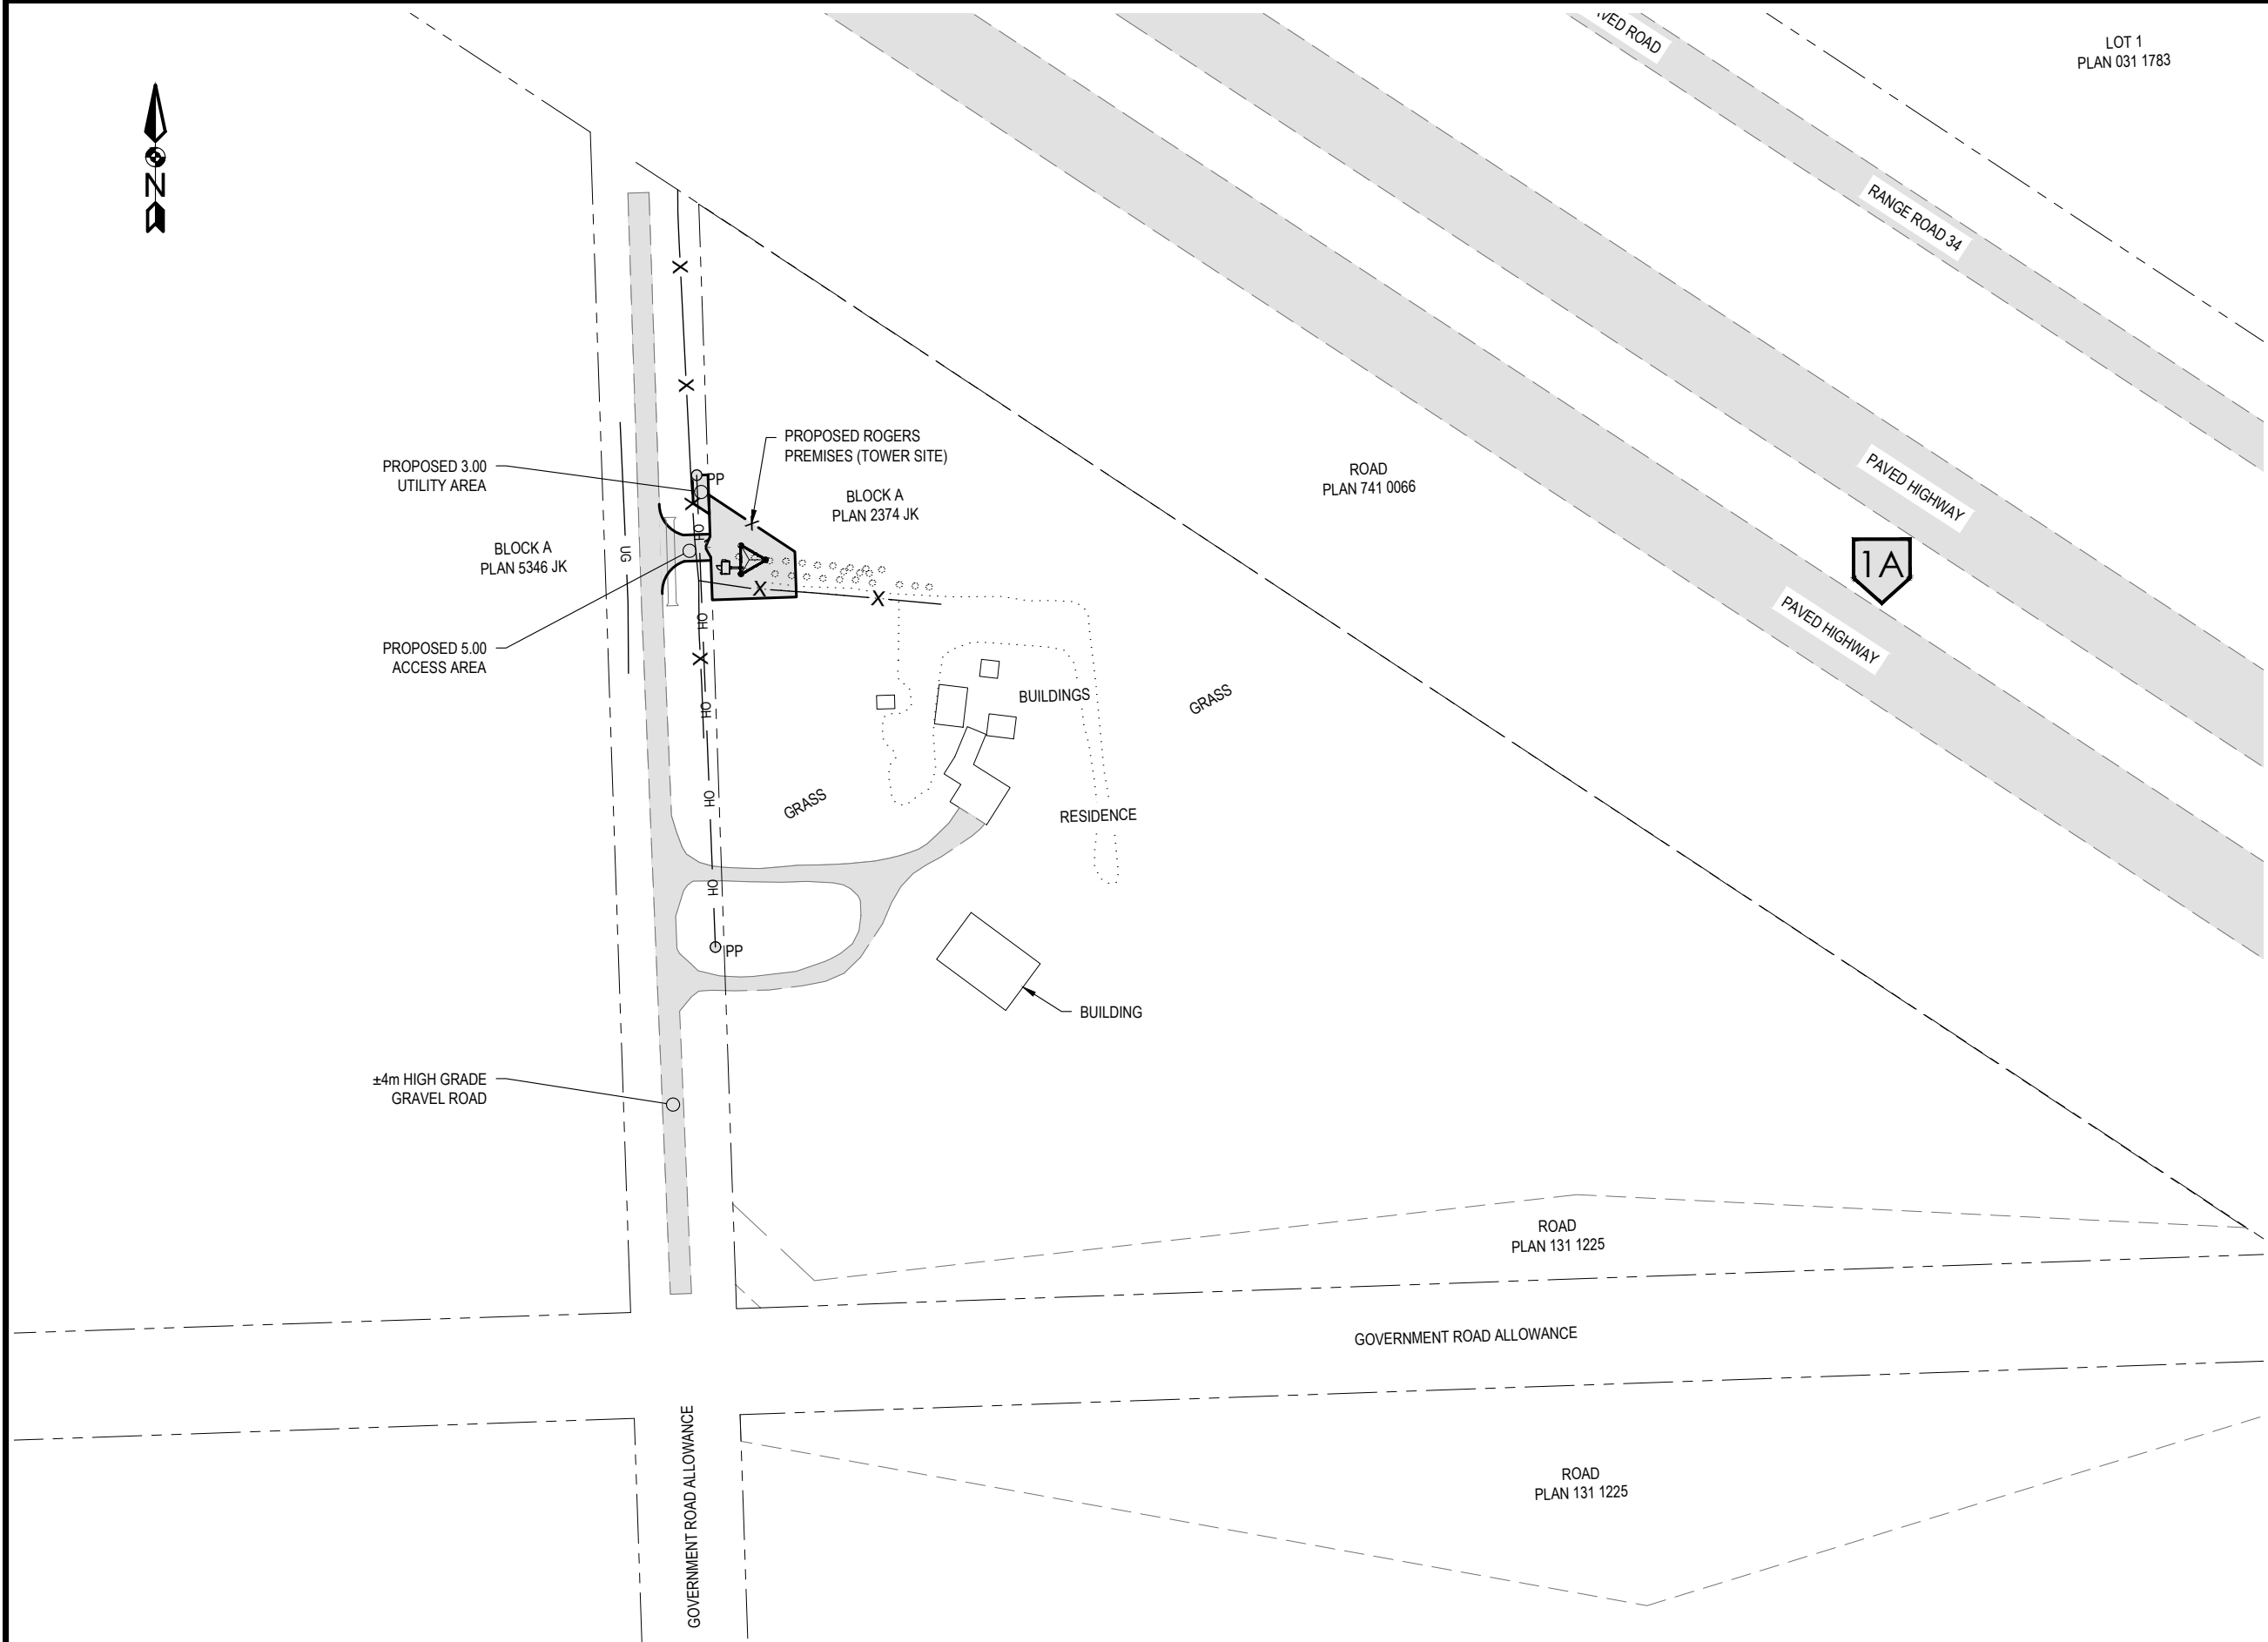 VED ROAD
LOT 1
PLAN 031 1783
N
RANGE ROAD 34
X
X
PROPOSED ROGERS
PREMISES (TOWER SITE)
PROPOSED 3.00
UTILITY AREA
PP
X
BLOCK A
PLAN 2374 JK
ROAD
PLAN 741 0066
PAVED HIGHWAY
OH
UG
BLOCK A
PLAN 5346 JK
1A
X
X
PAVED HIGHWAY
OH
PROPOSED 5.00
ACCESS AREA
X
OH
BUILDINGS
GRASS
OH
GRASS
RESIDENCE
OH
PP
BUILDING
±4m HIGH GRADE
GRAVEL ROAD
ROAD
PLAN 131 1225
GOVERNMENT ROAD ALLOWANCE
GOVERNMENT ROAD ALLOWANCE
ROAD
PLAN 131 1225